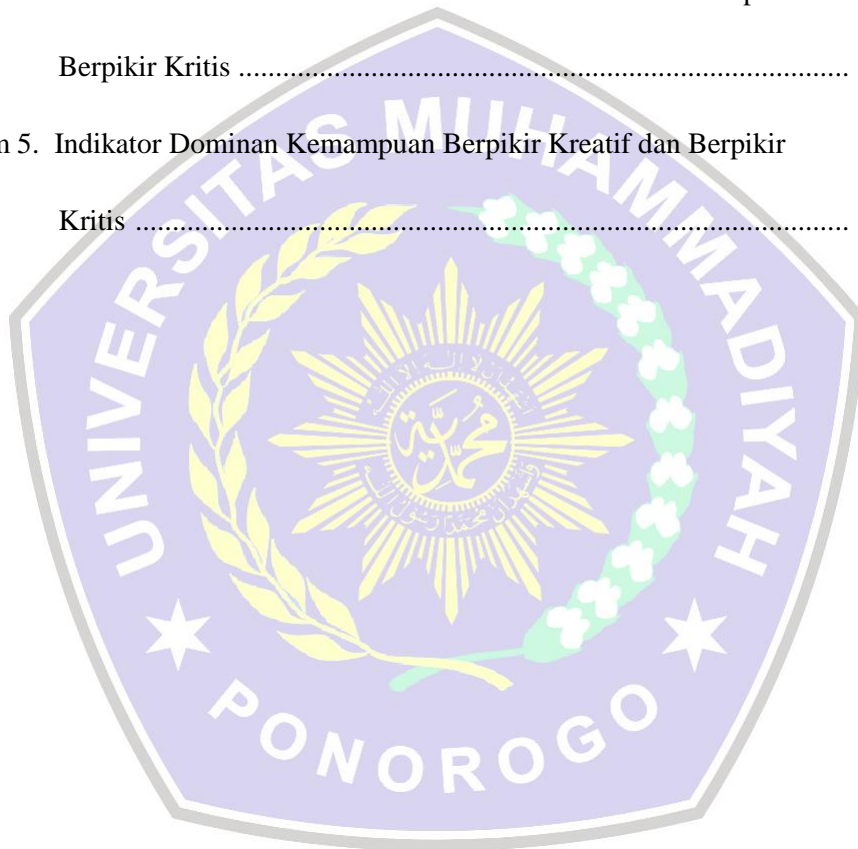 Berpikir Kritis ....................................................................................
5. Indikator Dominan Kemampuan Berpikir Kreatif dan Berpikir
Kritis ..................................................................................................
UNIVERSITAS MUHAMMADIYAH
PONOROGO